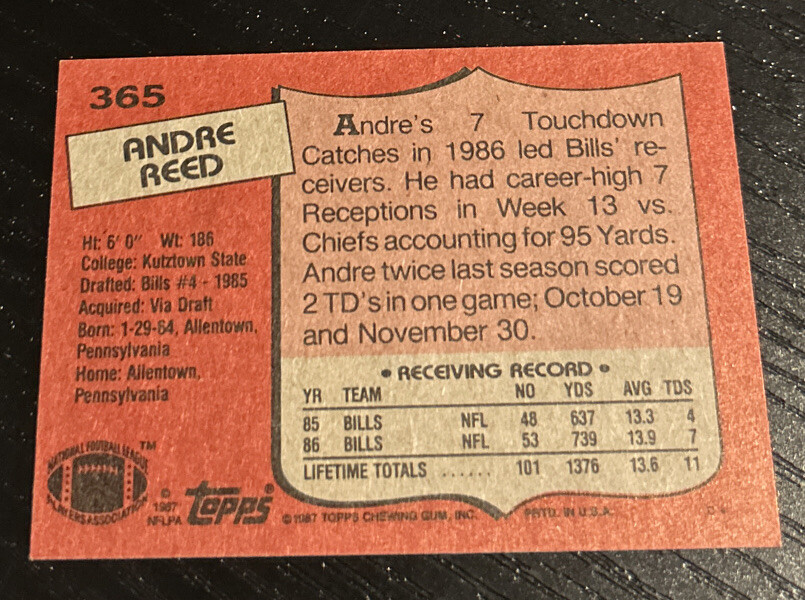 365
ANDRE
REED
Andre's 7 Touchdown
Catches in 1986 led Bills' re-
ceivers. He had career-high 7
Receptions in Week 13 vs.
Chiefs accounting for 95 Yards.
Andre twice last season scored
2 TD's in one game; October 19
and November 30.
Ht: 6' 0" Wt: 186
College: Kutztown State
Drafted: Bills #4 - 1985
Acquired: Via Draft
Born: 1-29-64, Allentown,
Pennsylvania
Home: Allentown,
Pennsylvania
• RECEIVING RECORD •
YR TEAM NO YDS AVG TDS
85 BILLS NFL 48 637 13.3 4
86 BILLS NFL 53 739 13.9 7
LIFETIME TOTALS ...... 101 1376 13.6 11
NATIONAL FOOTBALL LEAGUE
PLAYERS ASSOCIATION
™
© 1987
NFLPA
Topps®
© 1987 TOPPS CHEWING GUM, INC. PRTD. IN U.S.A.